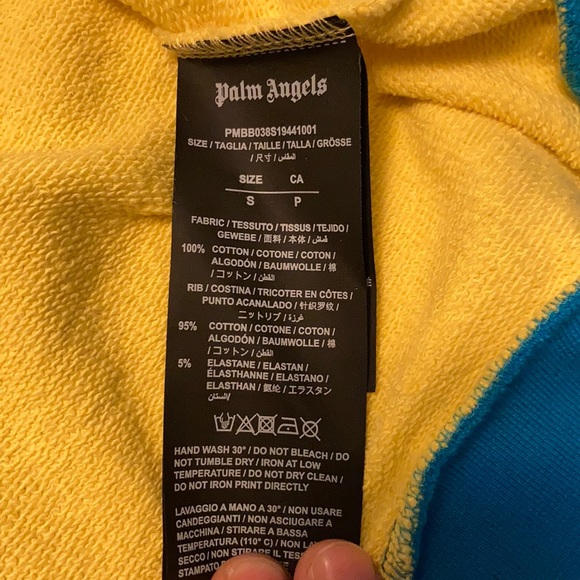 Palm Angels
PMBB038S19441001
SIZE / TAGLIA / TAILLE / TALLA / GRÖSSE
/ 尺寸 / المقاس /
SIZE CA
S P
FABRIC / TESSUTO / TISSUS / TEJIDO /
GEWEBE / 面料 / 本体 / قماش /
100% COTTON / COTONE / COTON /
ALGODÓN / BAUMWOLLE / 棉
/ コットン / القطن /
RIB / COSTINA / TRICOTER EN CÔTES /
PUNTO ACANALADO / 针织罗纹 /
ニットリブ / غرزة /
95% COTTON / COTONE / COTON /
ALGODÓN / BAUMWOLLE / 棉
/ コットン / القطن /
5% ELASTANE / ELASTAN /
ÉLASTHANNE / ELASTANO /
ELASTHAN / 氨纶 / エラスタン
/ الستان
HAND WASH 30° / DO NOT BLEACH / DO
NOT TUMBLE DRY / IRON AT LOW
TEMPERATURE / DO NOT DRY CLEAN /
DO NOT IRON PRINT DIRECTLY
LAVAGGIO A MANO A 30° / NON USARE
CANDEGGIANTI / NON ASCIUGARE A
MACCHINA / STIRARE A BASSA
TEMPERATURA (110° C) / NON
SECCO / NON STIRARE IL
STAMPATO